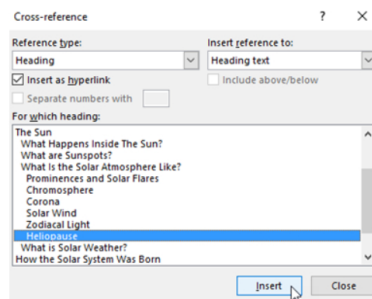 Cross-reference ? ×
Reference type: Insert reference to:
Heading Heading text
Insert as hyperlink Include above/below
Separate numbers with
For which heading:
The Sun
What Happens Inside The Sun?
What are Sunspots?
What Is the Solar Atmosphere Like?
Prominences and Solar Flares
Chromosphere
Corona
Solar Wind
Zodiacal Light
Heliopause
What is Solar Weather?
How the Solar System Was Born
Insert Close